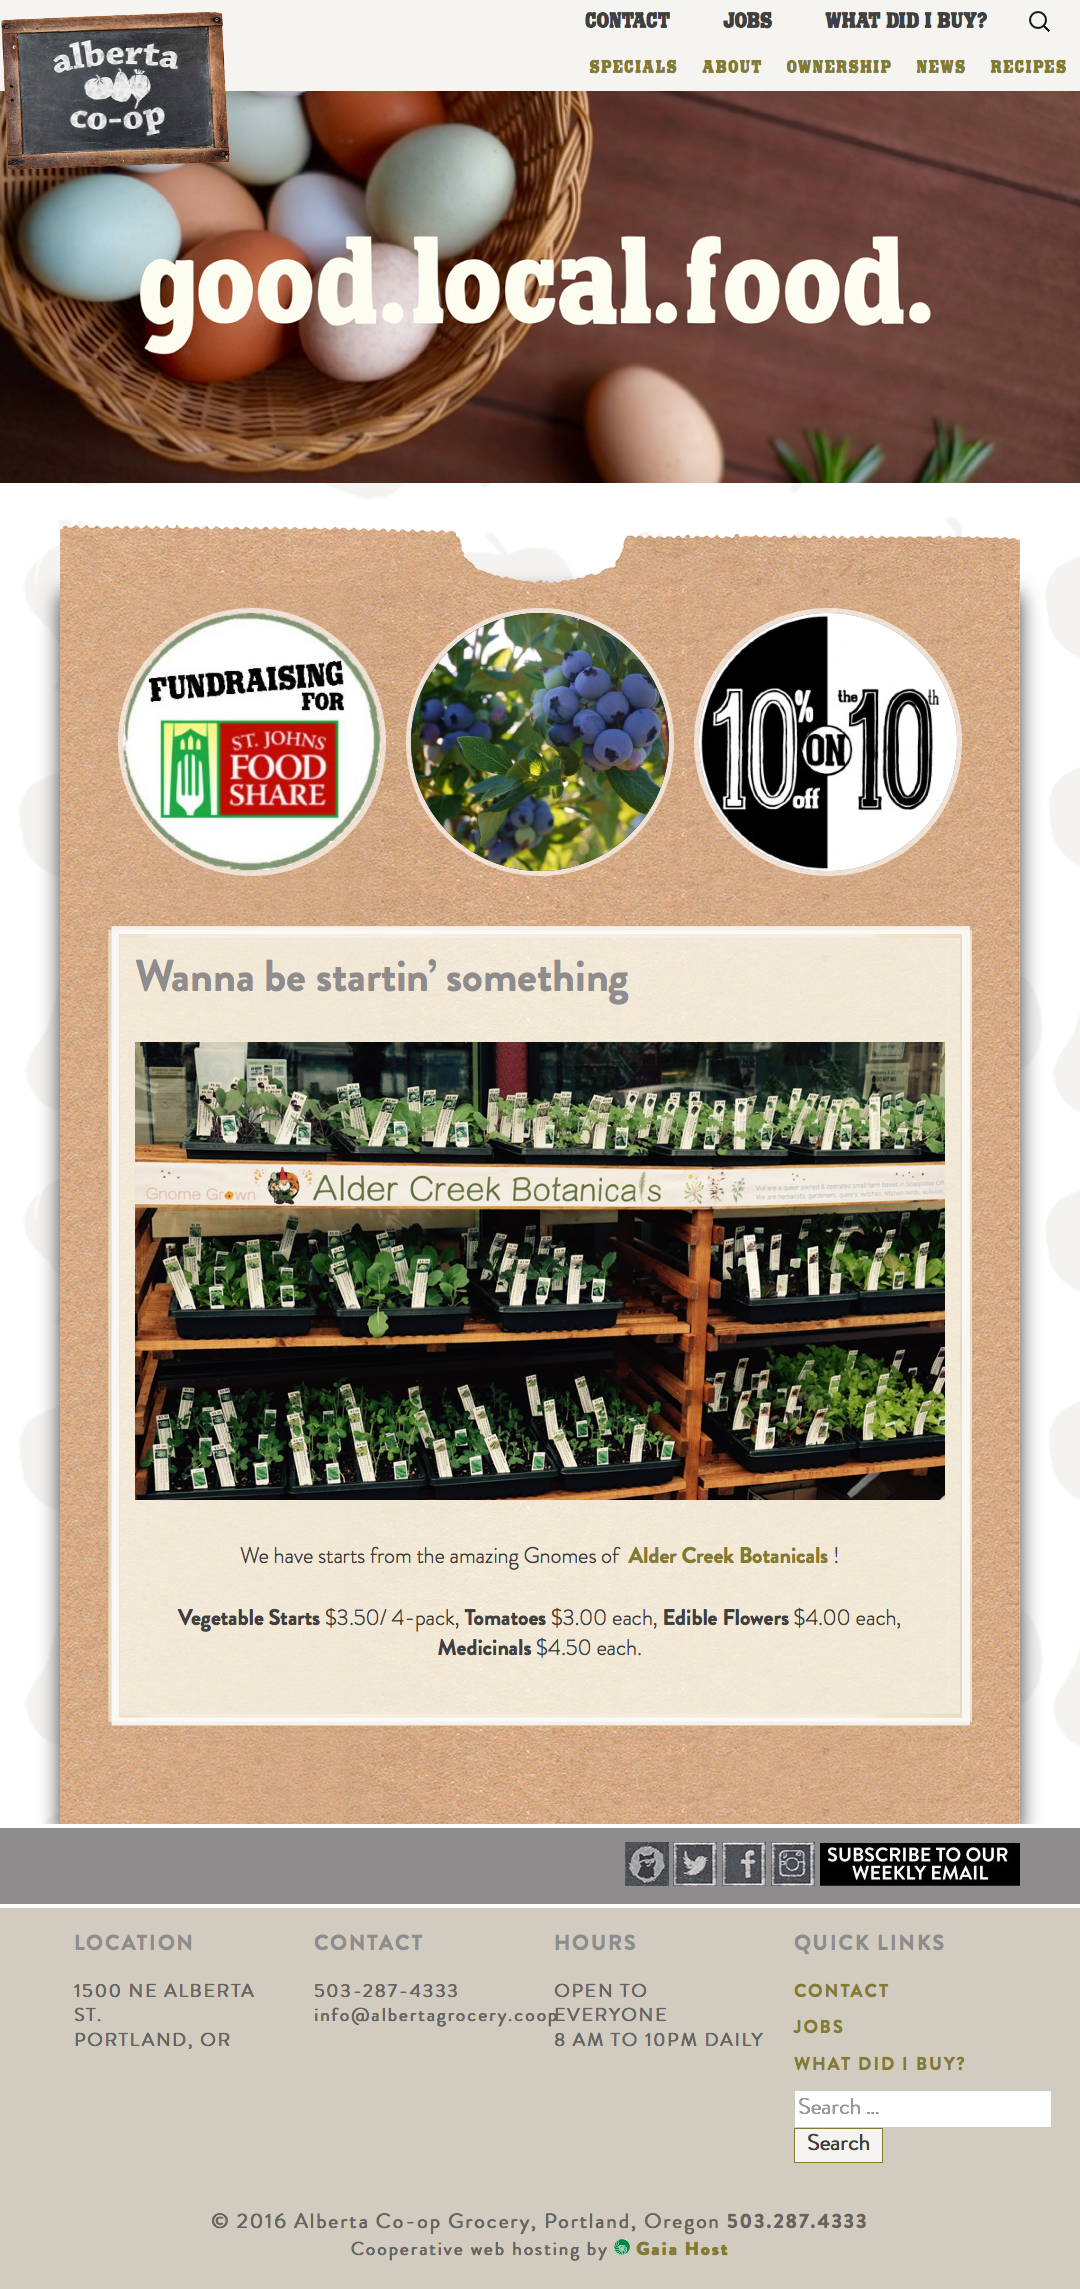 alberta
co-op
CONTACT JOBS WHAT DID I BUY?
SPECIALS ABOUT OWNERSHIP NEWS RECIPES
good.local.food.
FUNDRAISING
FOR
ST. JOHNS
FOOD
SHARE
10% off ON the 10th
Wanna be startin’ something
Gnome Grown Alder Creek Botanicals
We have starts from the amazing Gnomes of Alder Creek Botanicals !
Vegetable Starts $3.50/ 4-pack, Tomatoes $3.00 each, Edible Flowers $4.00 each,
Medicinals $4.50 each.
SUBSCRIBE TO OUR
WEEKLY EMAIL
LOCATION
1500 NE ALBERTA
ST.
PORTLAND, OR
CONTACT
503-287-4333
info@albertagrocery.coop
HOURS
OPEN TO
EVERYONE
8 AM TO 10PM DAILY
QUICK LINKS
CONTACT
JOBS
WHAT DID I BUY?
Search ...
Search
© 2016 Alberta Co-op Grocery, Portland, Oregon 503.287.4333
Cooperative web hosting by Gaia Host